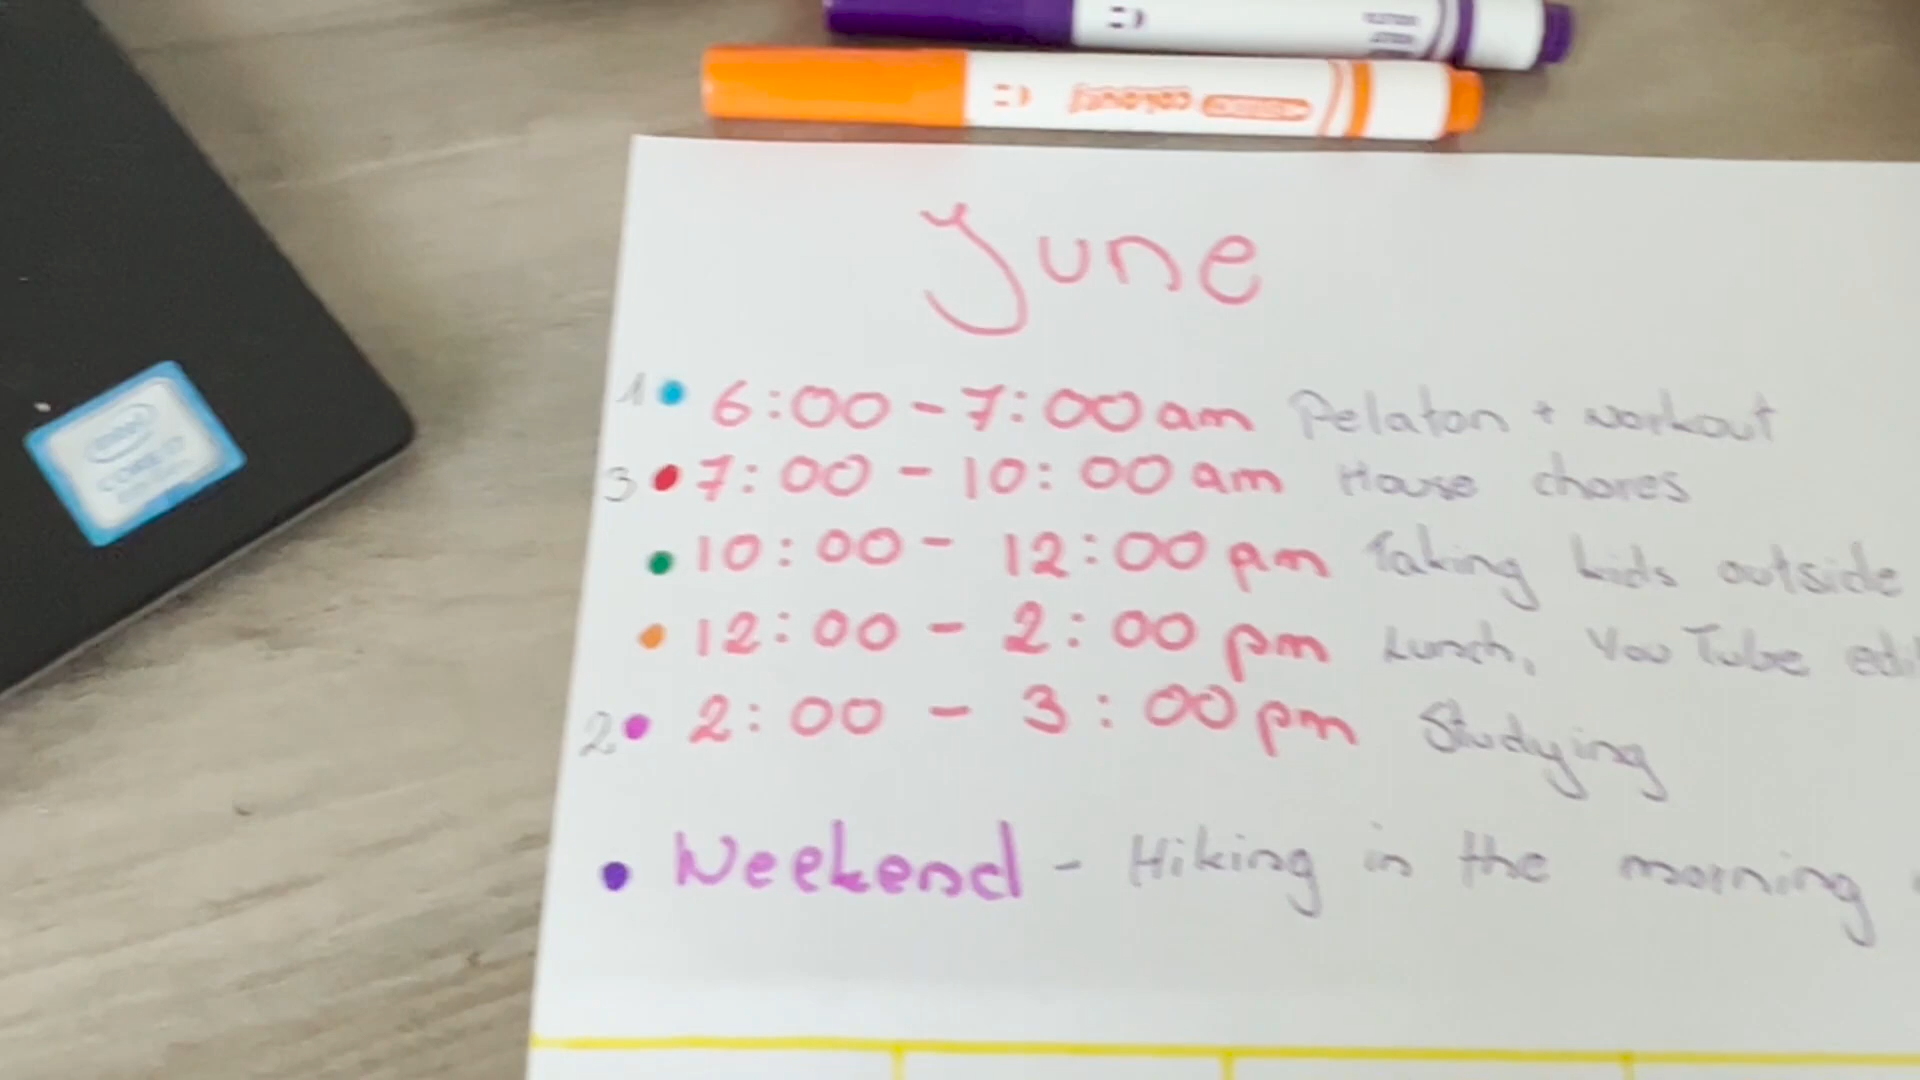 June
1 6:00 - 7:00 am Pelaton + workout
3 7:00 - 10:00 am House chores
10:00 - 12:00 pm Taking kids outside
12:00 - 2:00 pm Lunch, YouTube edi
2 2:00 - 3:00 pm Studying
Weekend - Hiking in the morning